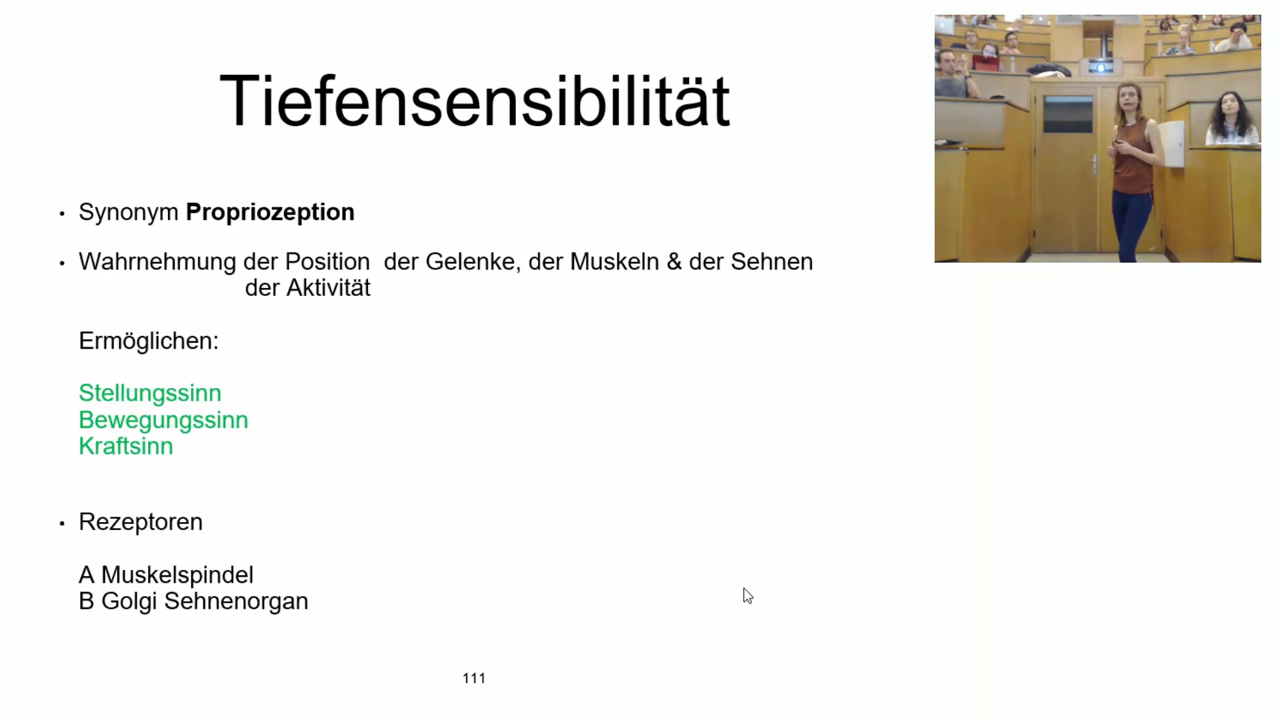 Tiefensensibilität
• Synonym Propriozeption
• Wahrnehmung der Position der Gelenke, der Muskeln & der Sehnen
der Aktivität
Ermöglichen:
Stellungssinn
Bewegungssinn
Kraftsinn
• Rezeptoren
A Muskelspindel
B Golgi Sehnenorgan
111